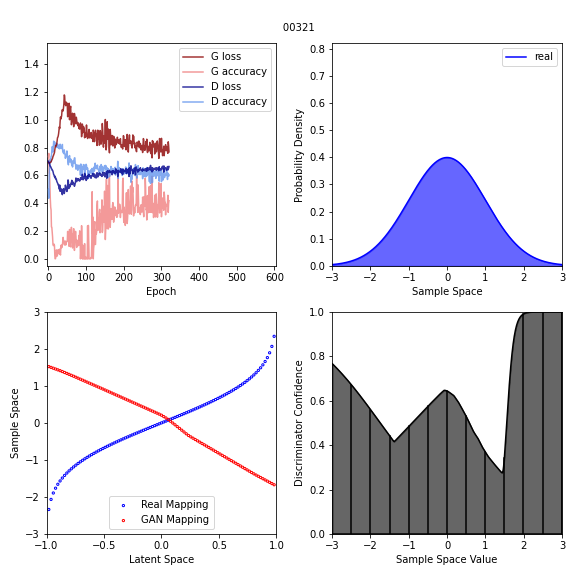 00321
G loss
G accuracy
D loss
D accuracy
1.4
1.2
1.0
0.8
0.6
0.4
0.2
0.0
0 100 200 300 400 500 600
Epoch
real
Probability Density
0.8
0.7
0.6
0.5
0.4
0.3
0.2
0.1
0.0
−3 −2 −1 0 1 2 3
Sample Space
Sample Space
3
2
1
0
−1
−2
−3
Real Mapping
GAN Mapping
−1.0 −0.5 0.0 0.5 1.0
Latent Space
Discriminator Confidence
1.0
0.8
0.6
0.4
0.2
0.0
−3 −2 −1 0 1 2 3
Sample Space Value